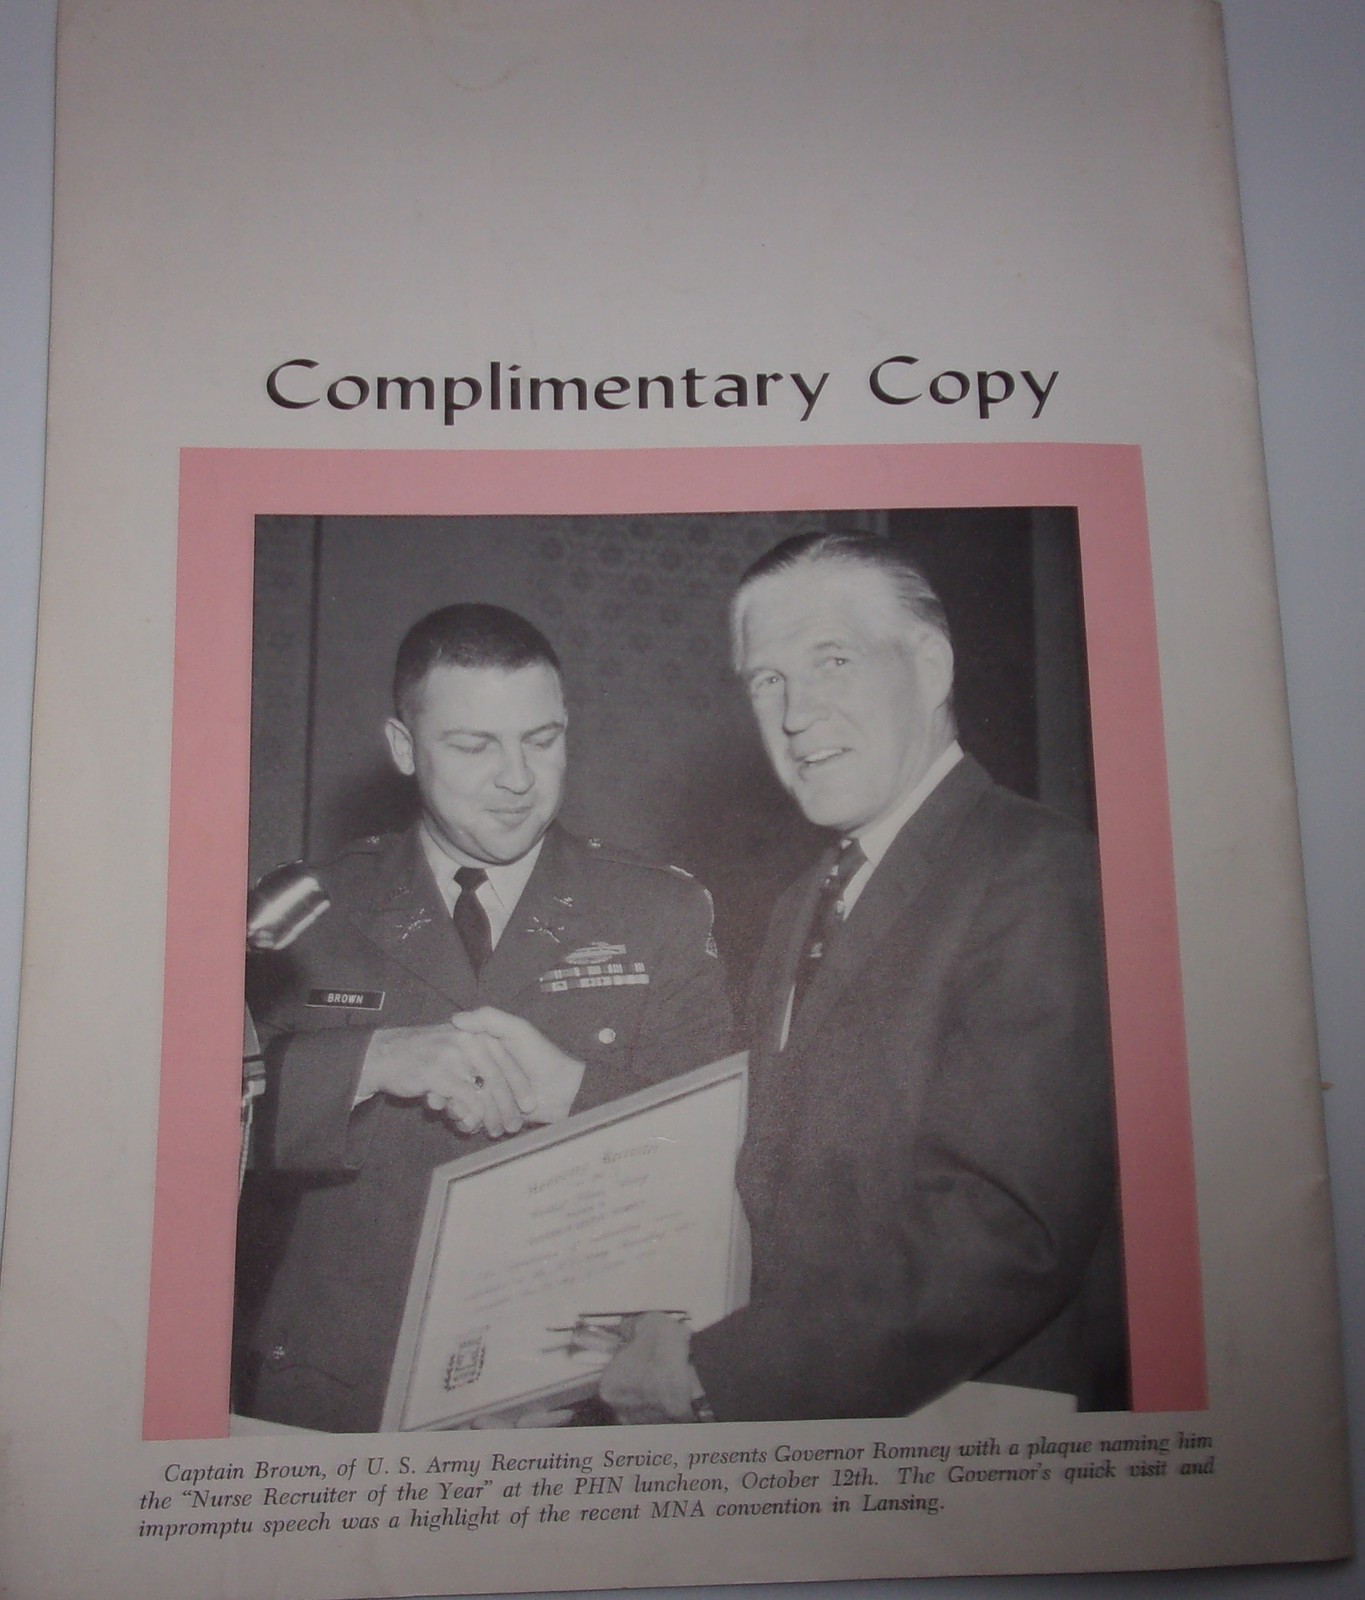 Complimentary Copy
BROWN
Honorary Recruiter
Captain Brown, of U. S. Army Recruiting Service, presents Governor Romney with a plaque naming him
the "Nurse Recruiter of the Year" at the PHN luncheon, October 12th. The Governor's quick visit and
impromptu speech was a highlight of the recent MNA convention in Lansing.